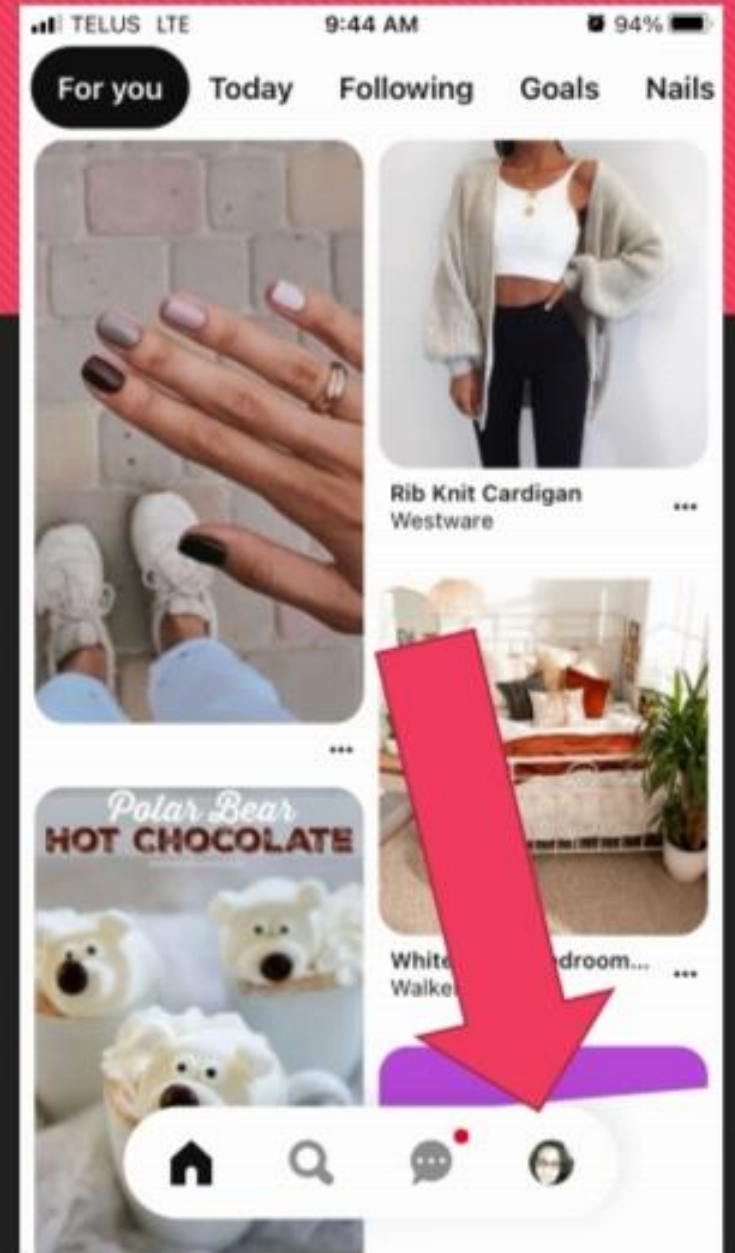 TELUS LTE 9:44 AM 94%
For you Today Following Goals Nails
Rib Knit Cardigan
Westware
Polar Bear
HOT CHOCOLATE
White droom...